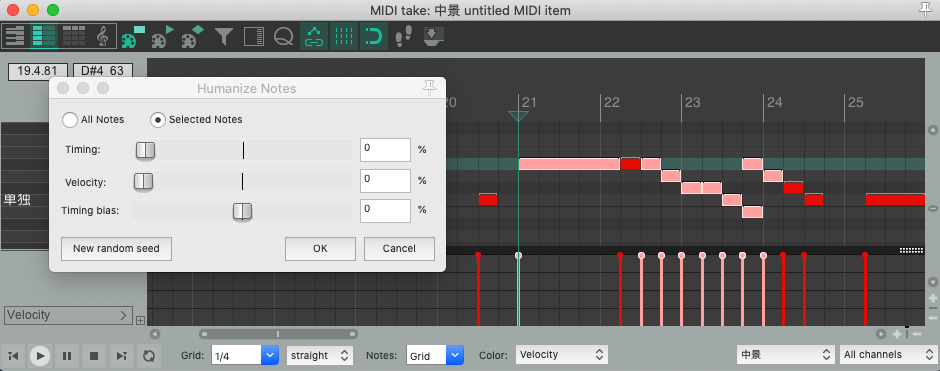 MIDI take: 中景 untitled MIDI item
19.4.81 D#4 63
Humanize Notes
20 21 22 23 24 25
All Notes Selected Notes
Timing: 0 %
Velocity: 0 %
单独
Timing bias: 0 %
New random seed OK Cancel
Velocity
Grid: 1/4 straight Notes: Grid Color: Velocity 中景 All channels